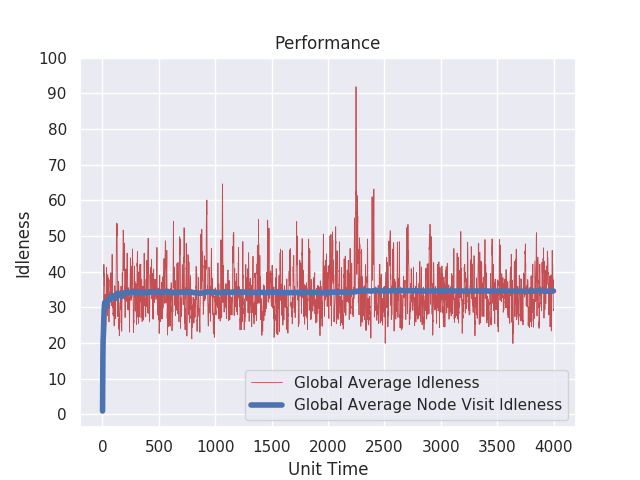 Performance
100
90
80
70
60
50
40
30
20
10
0
Idleness
Global Average Idleness
Global Average Node Visit Idleness
0 500 1000 1500 2000 2500 3000 3500 4000
Unit Time